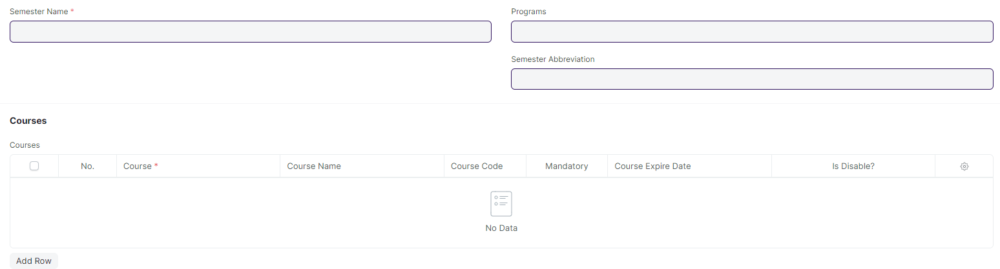 Semester Name *
Programs
Semester Abbreviation
Courses
Courses
No. Course * Course Name Course Code Mandatory Course Expire Date Is Disable?
No Data
Add Row